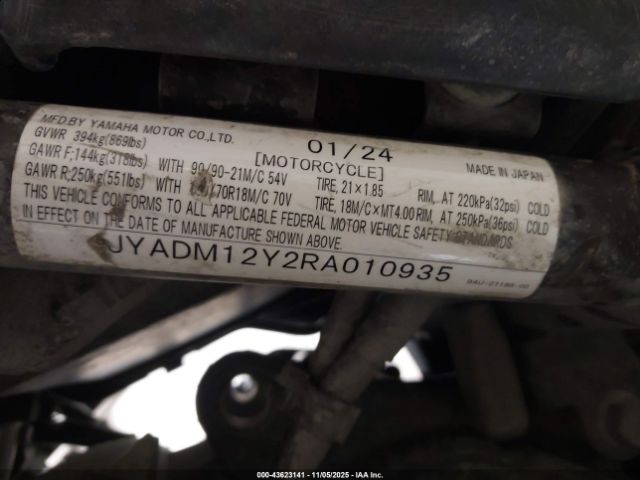 MFD.BY YAMAHA MOTOR CO.,LTD. 01/24 MADE IN JAPAN
GVWR 394kg(869lbs) [MOTORCYCLE]
GAWR F;144kg(318lbs) WITH 90/90-21M/C 54V TIRE, 21×1.85 RIM, AT 220kPa(32psi) COLD
GAWR R;250kg(551lbs) WITH /70R18M/C 70V TIRE, 18M/C×MT4.00 RIM, AT 250kPa(36psi) COLD
THIS VEHICLE CONFORMS TO ALL APPLICABLE FEDERAL MOTOR VEHICLE SAFETY STANDARDS
IN EFFECT ON THE DATE OF MANUFACTURE SHOWN ABOVE.
JYADM12Y2RA010935
000-43623141 | 11/05/2025 - IAA Inc.